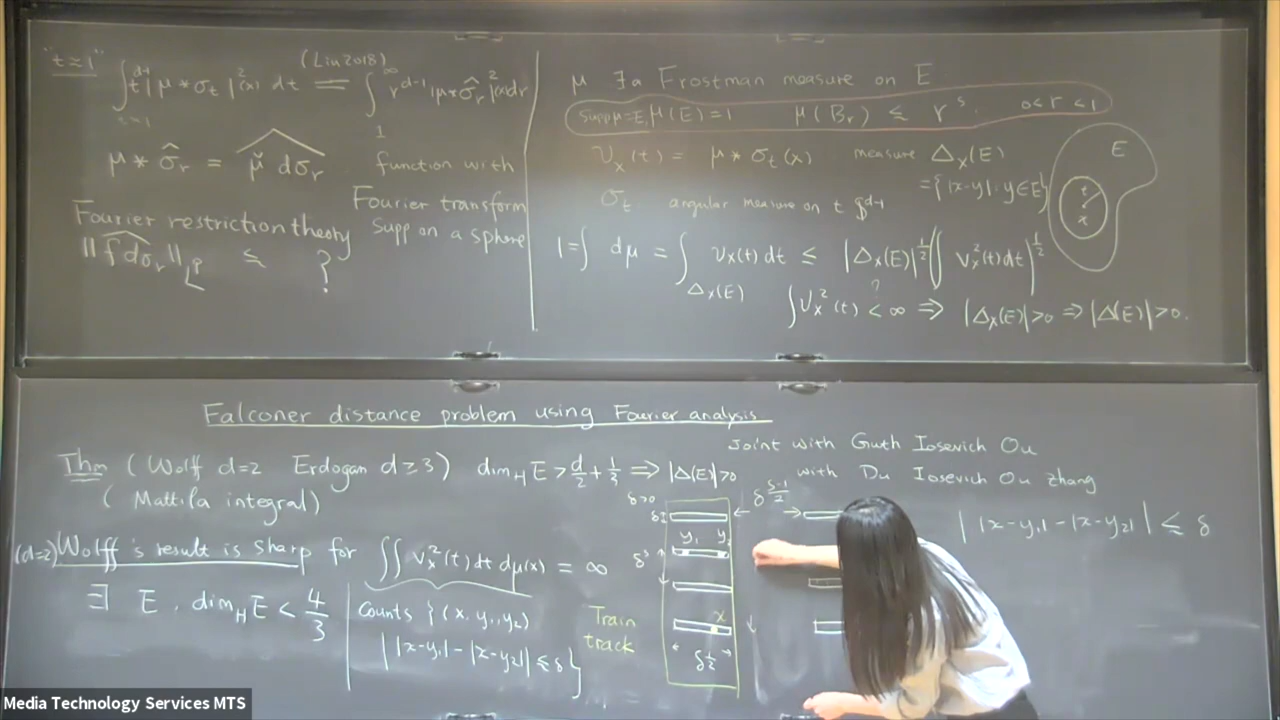 "t≈1"
(Liu 2018)
∫_{t≈1} t^{d-1} |μ*σ_t|^2(x) dt = ∫_1^∞ r^{d-1} |μ*σ̂_r|^2(x) dr
μ * σ̂_r = μ̌ dσ_r function with
Fourier transform
supp on a sphere
Fourier restriction theory
‖f dσ_r‖_{L^p} ≤ ?
μ ∃ a Frostman measure on E
supp μ=E, μ(E)=1 μ(B_r) ≲ r^s. 0<r<1
ν_x(t) = μ*σ_t(x) measure Δ_x(E)
={|x-y|: y∈E}
σ_t angular measure on t S^{d-1}
E
x
1=∫ dμ = ∫_{Δ_x(E)} ν_x(t) dt ≤ |Δ_x(E)|^{1/2} (∫ ν_x^2(t) dt)^{1/2}
?
∫ν_x^2(t) < ∞ ⇒ |Δ_x(E)|>0 ⇒ |Δ(E)|>0.
Falconer distance problem using Fourier analysis
Joint with Guth Iosevich Ou
with Du Iosevich Ou Zhang
Thm (Wolff d=2 Erdogan d≥3) dim_H E > d/2 + 1/3 ⇒ |Δ(E)|>0
(Mattila integral)
(d=2) Wolff's result is sharp for ∫∫ ν_x^2(t) dt dμ(x) = ∞
∃ E, dim_H E < 4/3
Counts {(x, y_1, y_2)
||x-y_1| - |x-y_2|| ≲ δ}
Train
track
δ>0
y_1 y_2
x
δ^{1/2}
||x-y_1| - |x-y_2|| ≲ δ
Media Technology Services MTS